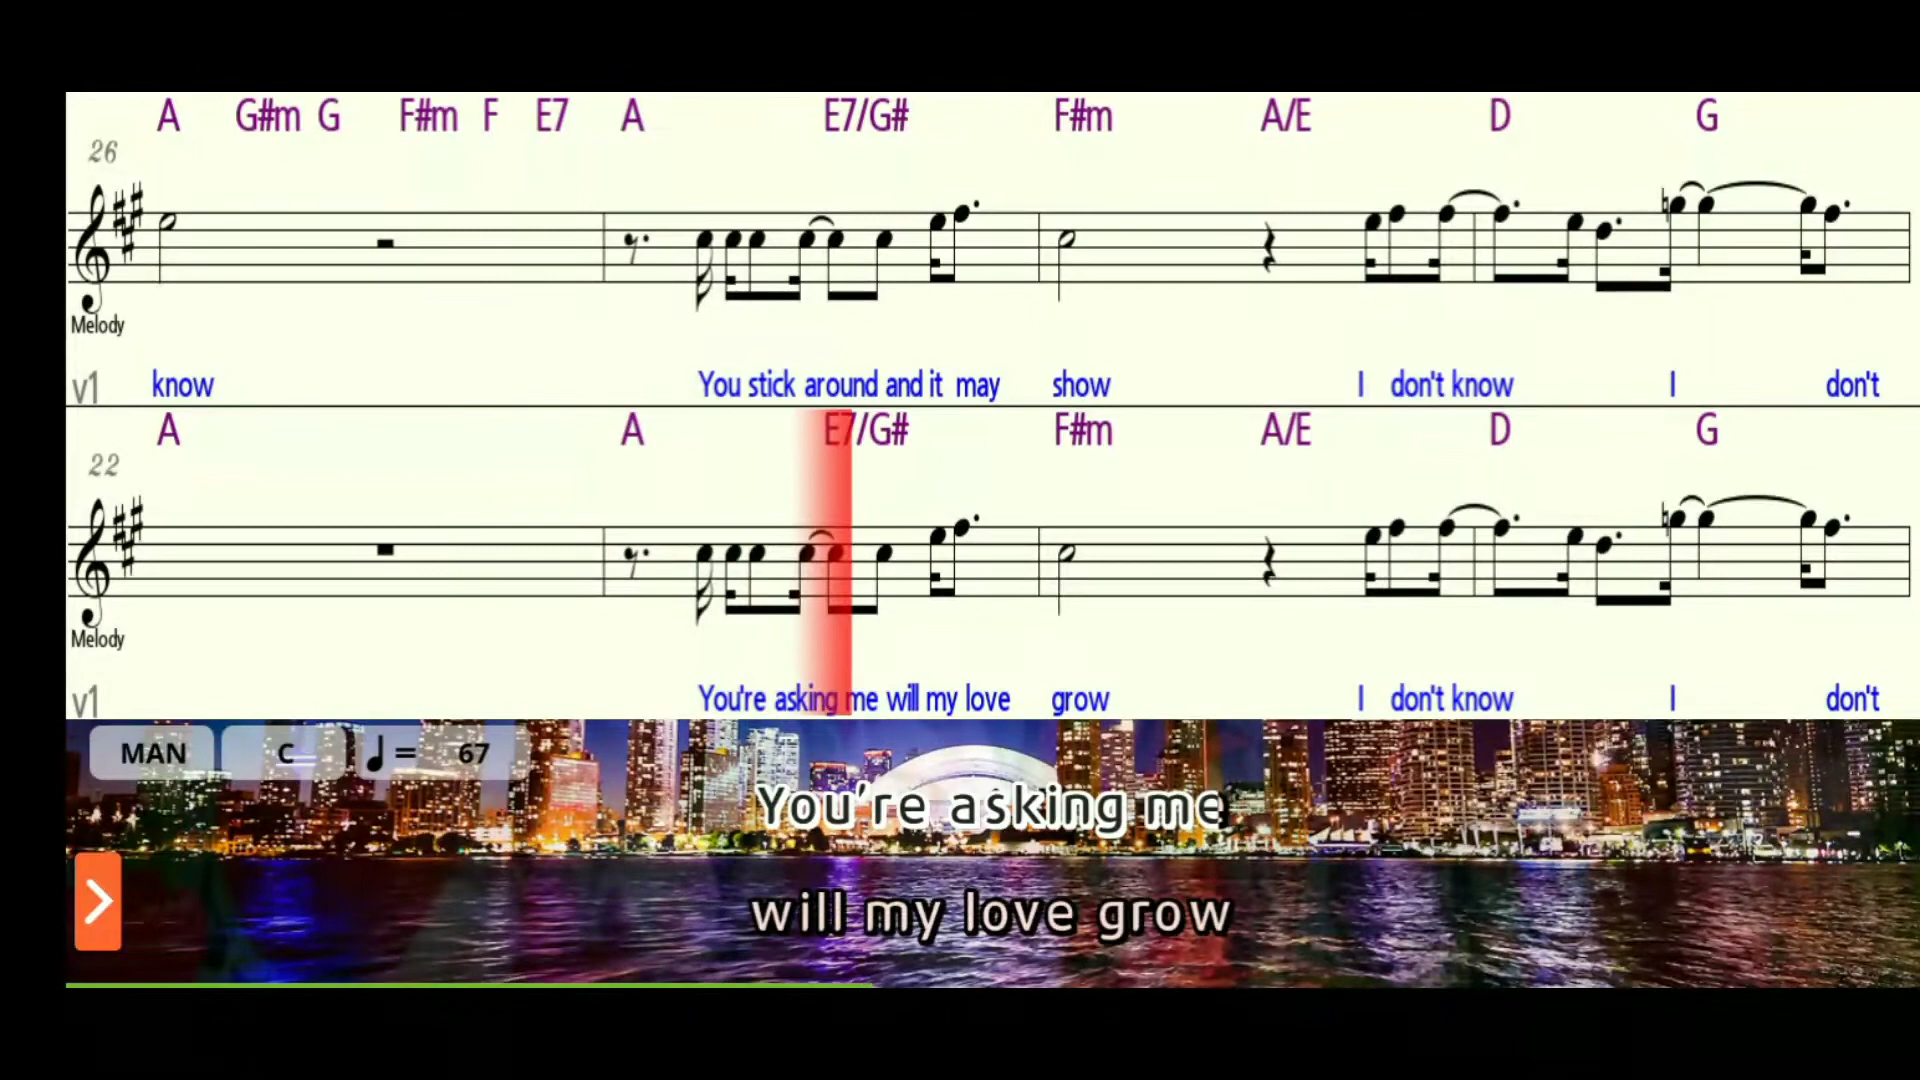 A G#m G F#m F E7 A E7/G# F#m A/E D G
26
Melody
v1 know You stick around and it may show I don't know I don't
A A E7/G# F#m A/E D G
22
Melody
v1 You're asking me will my love grow I don't know I don't
MAN C ♩ = 67
You're asking me
will my love grow